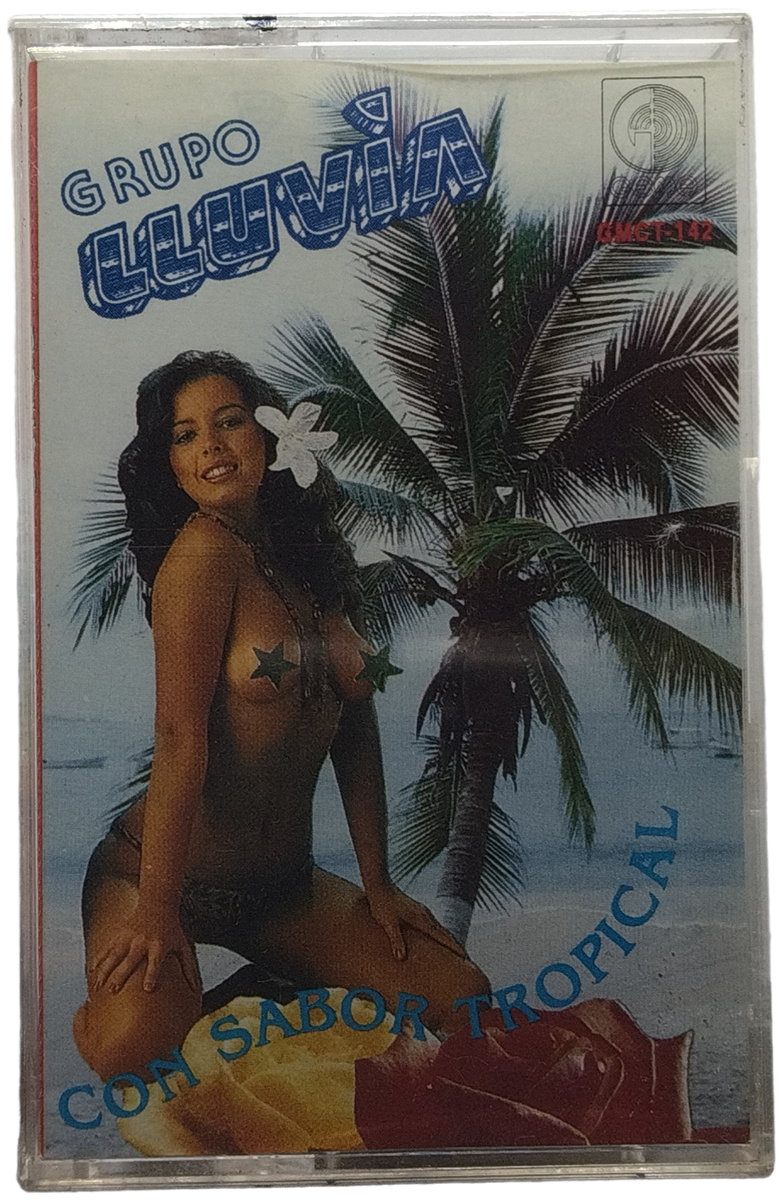 GRUPO
LLUVIA
GMCT-142
CON SABOR TROPICAL